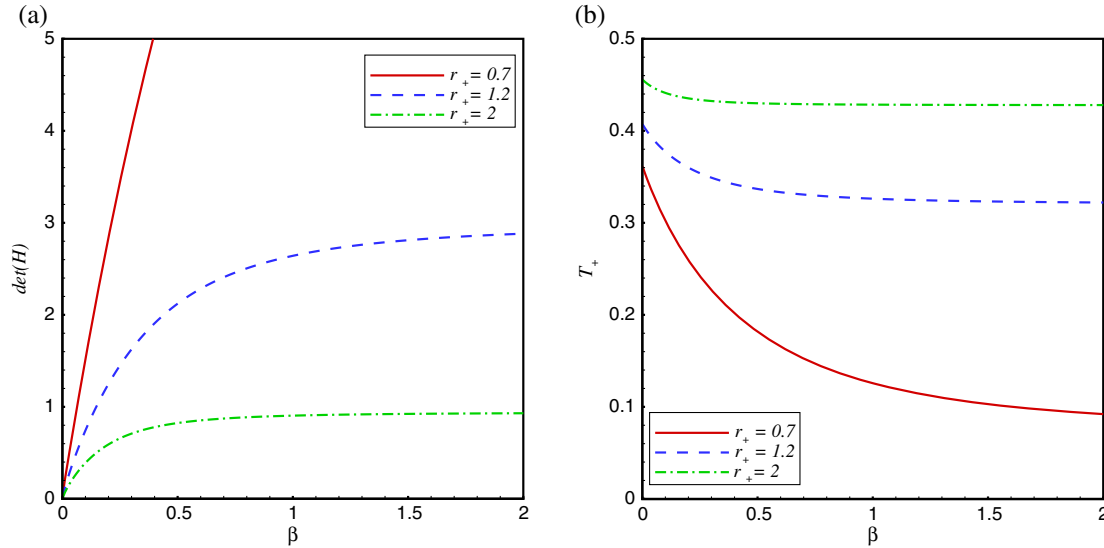 (a)
5
4
3
2
1
0
0
0.5
1
1.5
2
det(H)
β
r₊ = 0.7
r₊ = 1.2
r₊ = 2
(b)
0.5
0.4
0.3
0.2
0.1
0
0
0.5
1
1.5
2
T₊
β
r₊ = 0.7
r₊ = 1.2
r₊ = 2